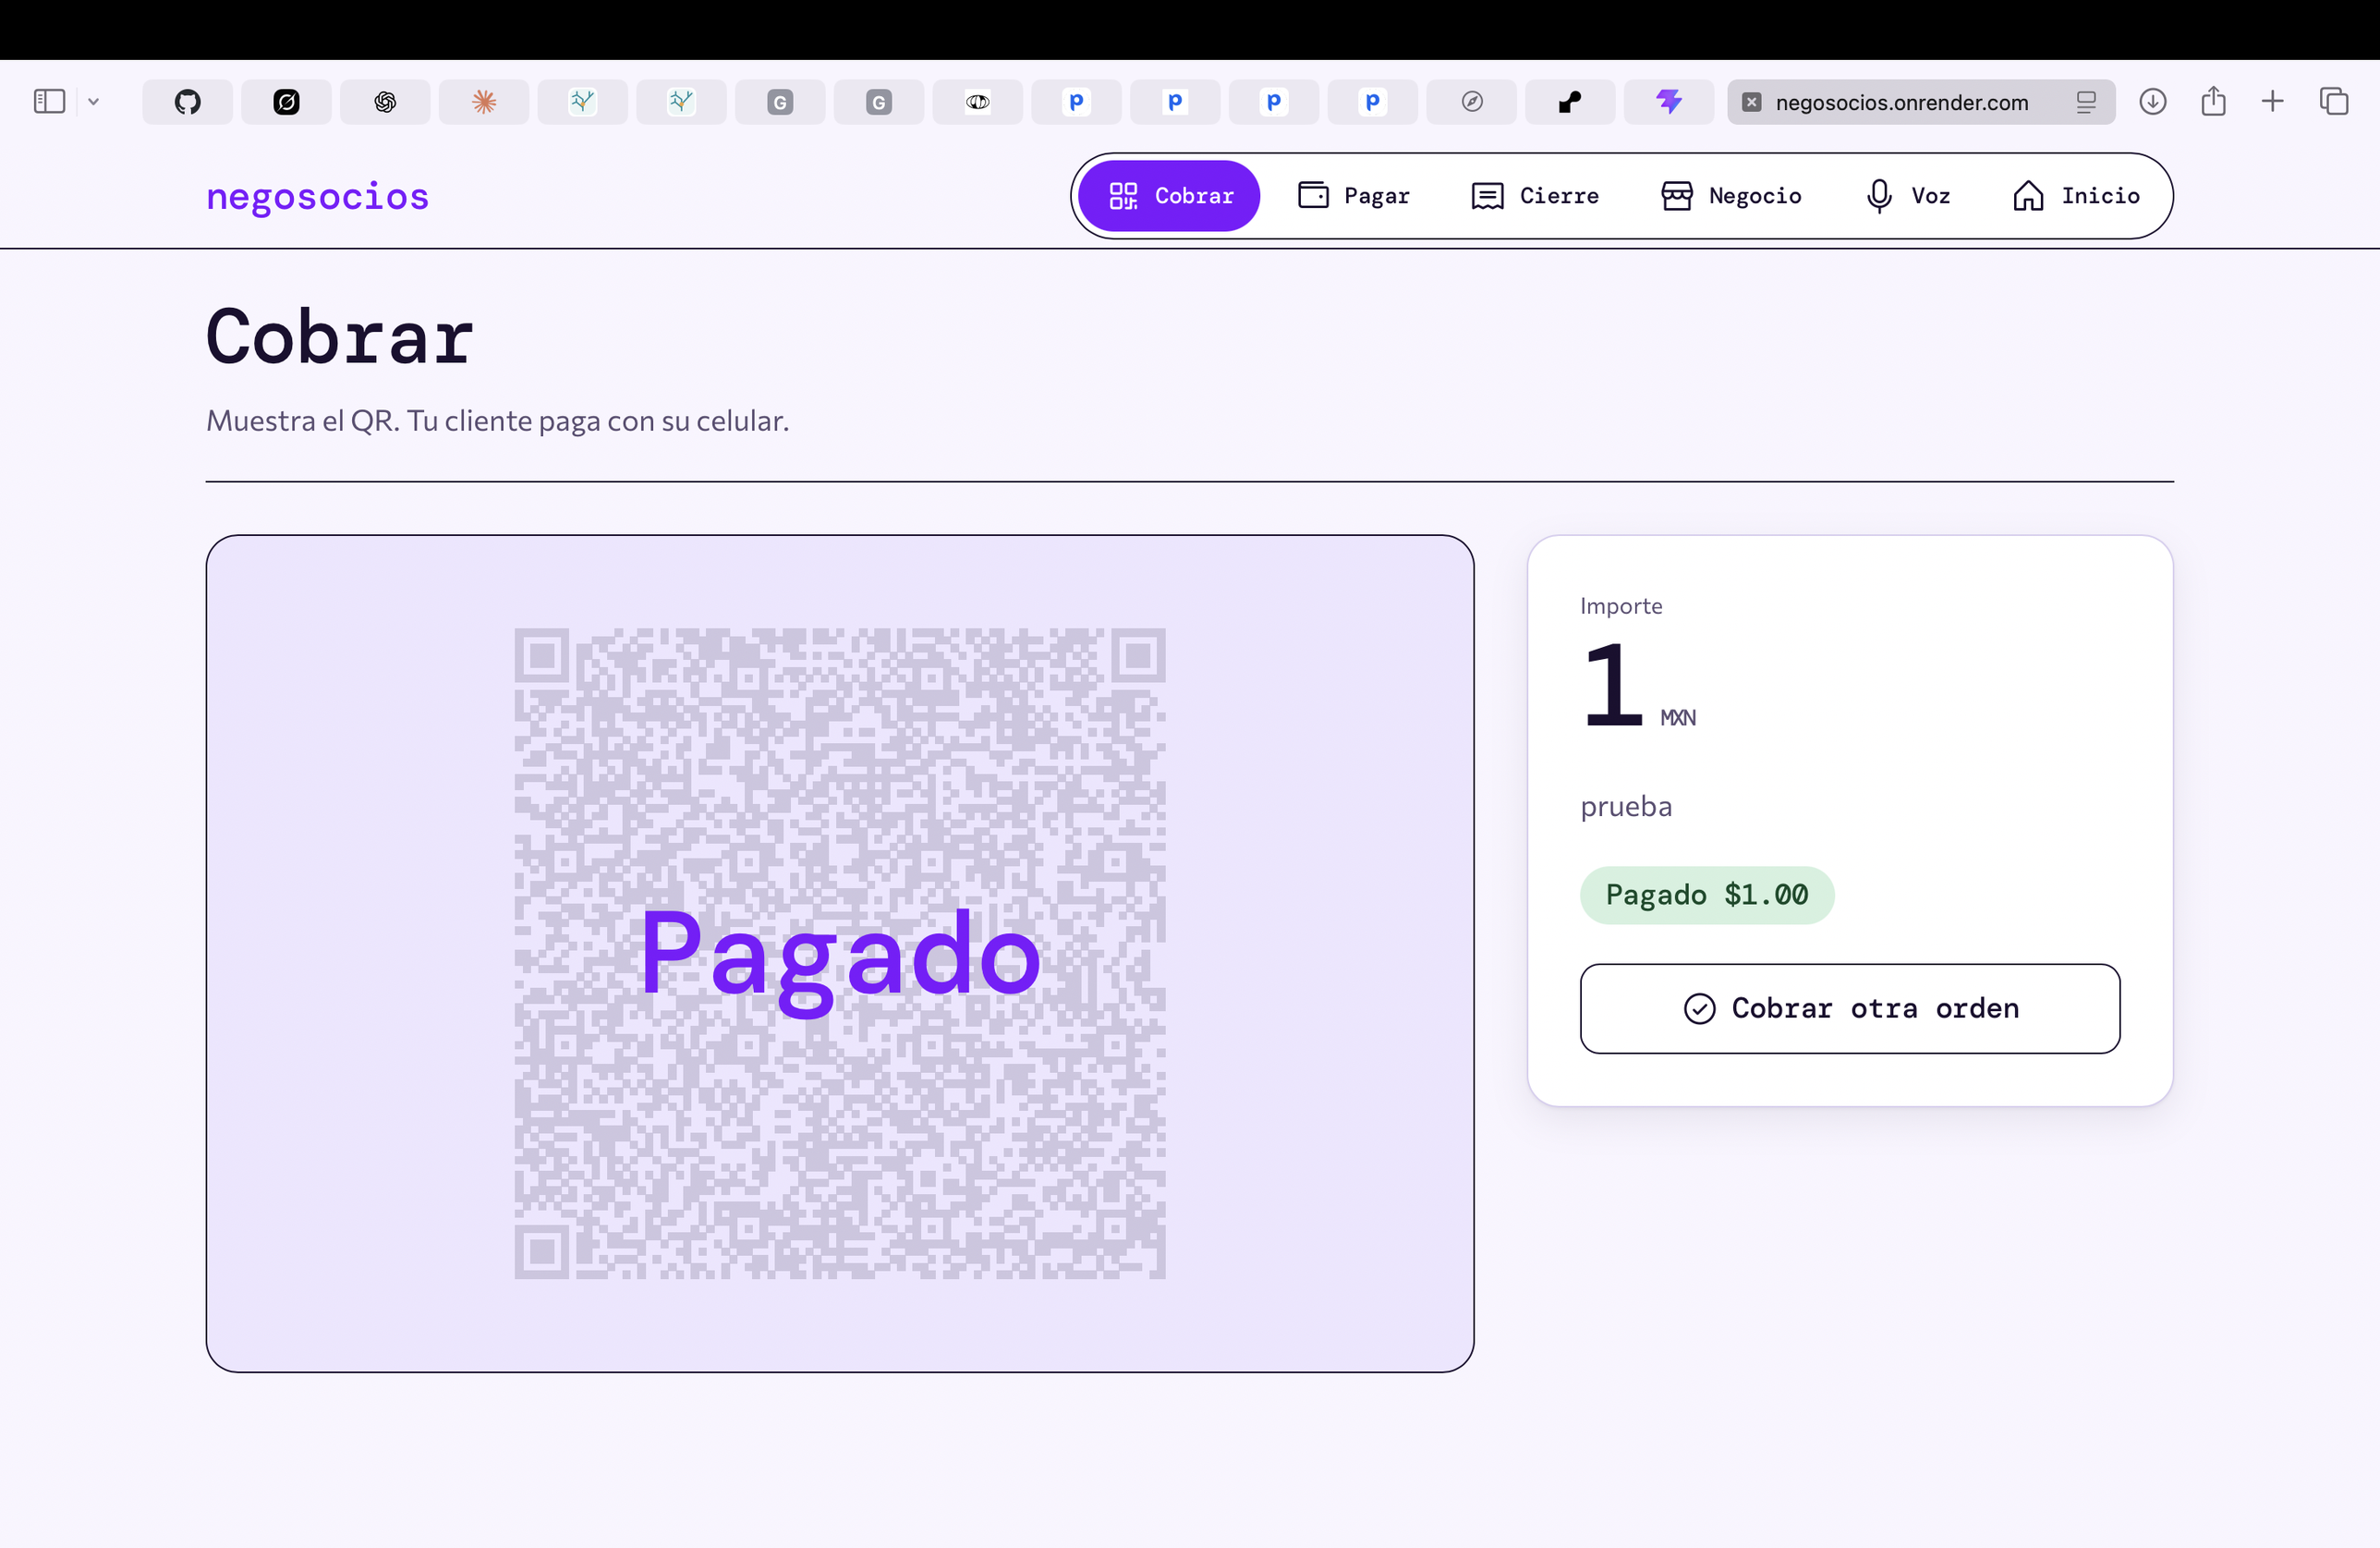 negosocios.onrender.com
negosocios
Cobrar
Pagar
Cierre
Negocio
Voz
Inicio
Cobrar
Muestra el QR. Tu cliente paga con su celular.
Pagado
Importe
1 MXN
prueba
Pagado $1.00
Cobrar otra orden